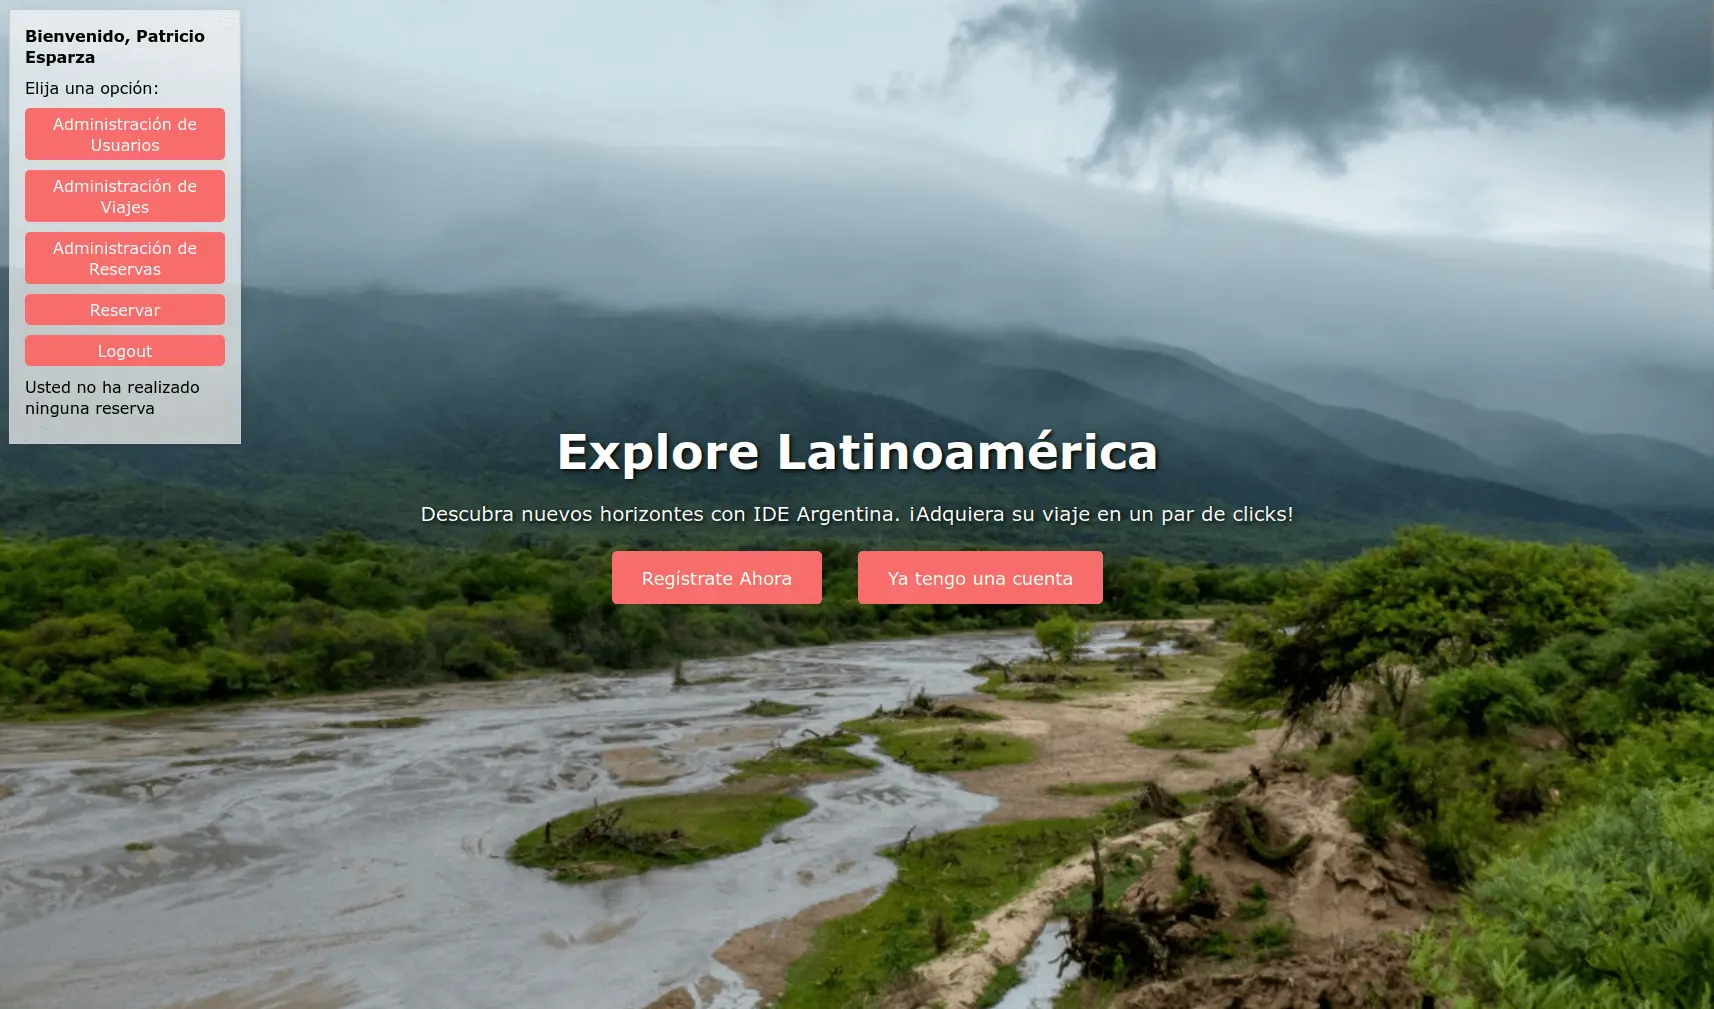 Bienvenido, Patricio
Esparza
Elija una opción:
Administración de
Usuarios
Administración de
Viajes
Administración de
Reservas
Reservar
Logout
Usted no ha realizado
ninguna reserva
Explore Latinoamérica
Descubra nuevos horizontes con IDE Argentina. ¡Adquiera su viaje en un par de clicks!
Regístrate Ahora
Ya tengo una cuenta